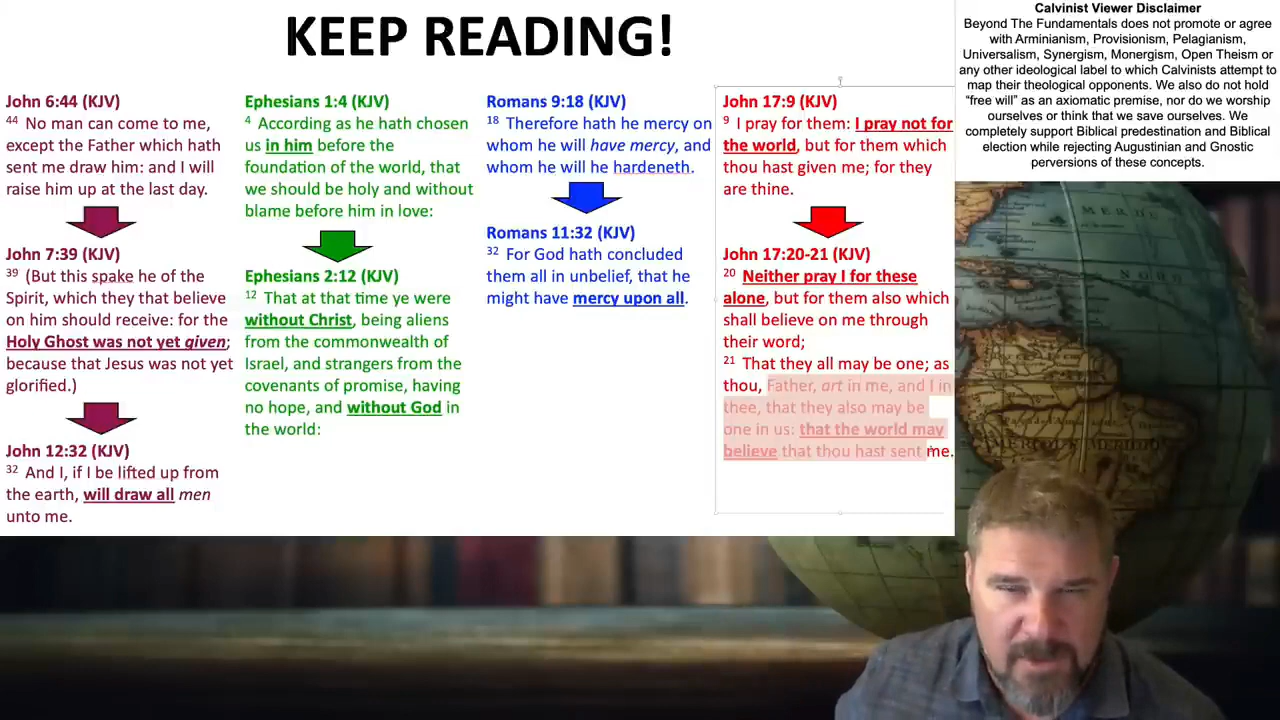 KEEP READING!
John 6:44 (KJV)
44 No man can come to me,
except the Father which hath
sent me draw him: and I will
raise him up at the last day.
John 7:39 (KJV)
39 (But this spake he of the
Spirit, which they that believe
on him should receive: for the
Holy Ghost was not yet given;
because that Jesus was not yet
glorified.)
John 12:32 (KJV)
32 And I, if I be lifted up from
the earth, will draw all men
unto me.
Ephesians 1:4 (KJV)
4 According as he hath chosen
us in him before the
foundation of the world, that
we should be holy and without
blame before him in love:
Ephesians 2:12 (KJV)
12 That at that time ye were
without Christ, being aliens
from the commonwealth of
Israel, and strangers from the
covenants of promise, having
no hope, and without God in
the world:
Romans 9:18 (KJV)
18 Therefore hath he mercy on
whom he will have mercy, and
whom he will he hardeneth.
Romans 11:32 (KJV)
32 For God hath concluded
them all in unbelief, that he
might have mercy upon all.
John 17:9 (KJV)
9 I pray for them: I pray not for
the world, but for them which
thou hast given me; for they
are thine.
John 17:20-21 (KJV)
20 Neither pray I for these
alone, but for them also which
shall believe on me through
their word;
21 That they all may be one; as
thou, Father, art in me, and I in
thee, that they also may be
one in us: that the world may
believe that thou hast sent me.
Calvinist Viewer Disclaimer
Beyond The Fundamentals does not promote or agree
with Arminianism, Provisionism, Pelagianism,
Universalism, Synergism, Monergism, Open Theism or
any other ideological label to which Calvinists attempt to
map their theological opponents. We also do not hold
“free will” as an axiomatic premise, nor do we worship
ourselves or think that we save ourselves. We
completely support Biblical predestination and Biblical
election while rejecting Augustinian and Gnostic
perversions of these concepts.